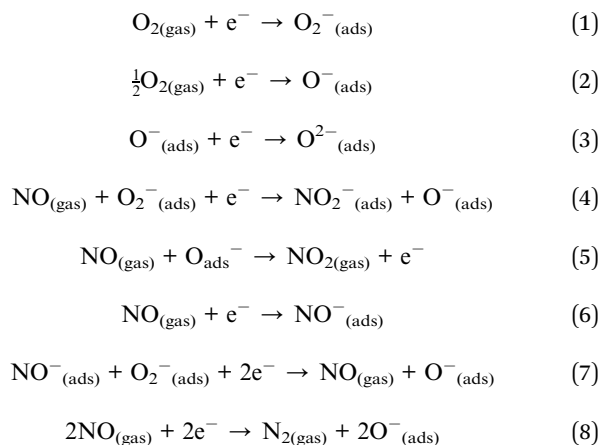 O₂(gas) + e⁻ → O₂⁻(ads) (1)
½O₂(gas) + e⁻ → O⁻(ads) (2)
O⁻(ads) + e⁻ → O²⁻(ads) (3)
NO(gas) + O₂⁻(ads) + e⁻ → NO₂⁻(ads) + O⁻(ads) (4)
NO(gas) + Oads⁻ → NO₂(gas) + e⁻ (5)
NO(gas) + e⁻ → NO⁻(ads) (6)
NO⁻(ads) + O₂⁻(ads) + 2e⁻ → NO(gas) + O⁻(ads) (7)
2NO(gas) + 2e⁻ → N₂(gas) + 2O⁻(ads) (8)